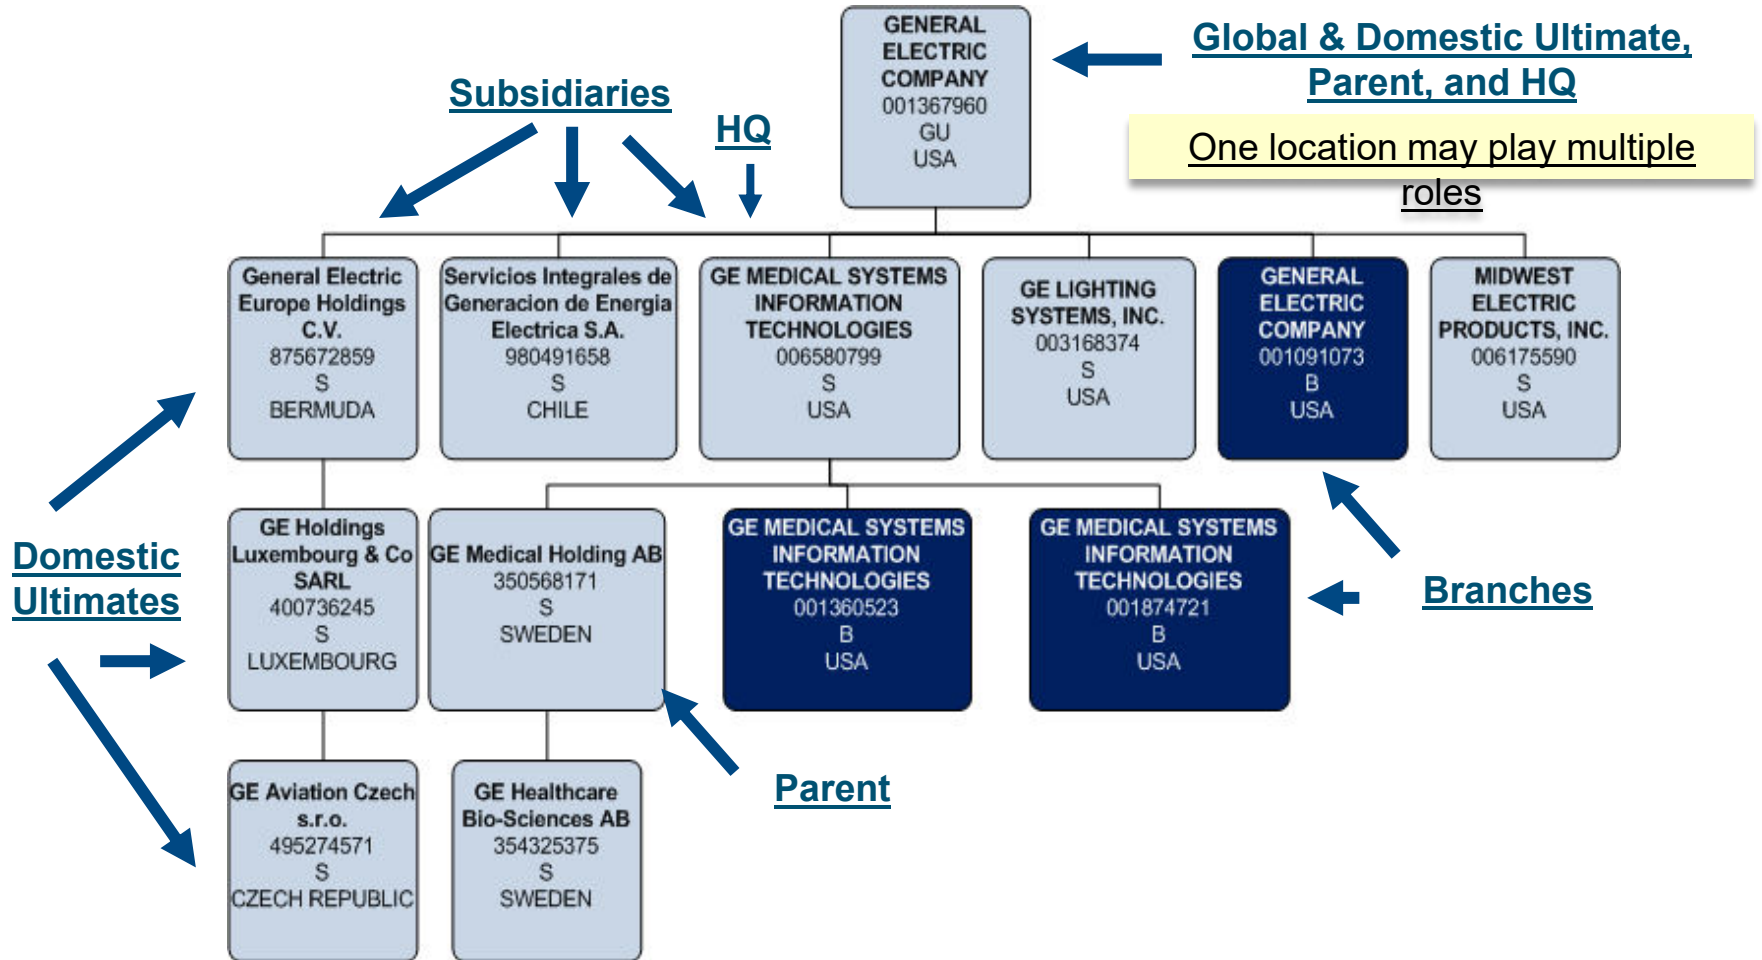 GENERAL
ELECTRIC
COMPANY
001367960
GU
USA
Global & Domestic Ultimate,
Parent, and HQ
One location may play multiple
roles
Subsidiaries
HQ
General Electric
Europe Holdings
C.V.
875672859
S
BERMUDA
Servicios Integrales de
Generacion de Energia
Electrica S.A.
980491658
S
CHILE
GE MEDICAL SYSTEMS
INFORMATION
TECHNOLOGIES
006580799
S
USA
GE LIGHTING
SYSTEMS, INC.
003168374
S
USA
GENERAL
ELECTRIC
COMPANY
001091073
B
USA
MIDWEST
ELECTRIC
PRODUCTS, INC.
006175590
S
USA
Domestic
Ultimates
GE Holdings
Luxembourg & Co
SARL
400736245
S
LUXEMBOURG
GE Medical Holding AB
350568171
S
SWEDEN
GE MEDICAL SYSTEMS
INFORMATION
TECHNOLOGIES
001360523
B
USA
GE MEDICAL SYSTEMS
INFORMATION
TECHNOLOGIES
001874721
B
USA
Branches
Parent
GE Aviation Czech
s.r.o.
495274571
S
CZECH REPUBLIC
GE Healthcare
Bio-Sciences AB
354325375
S
SWEDEN